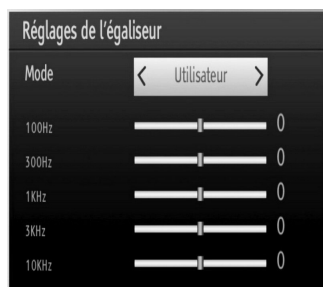 Réglages de l'égaliseur
Mode
Utilisateur
100Hz 0
300Hz 0
1KHz 0
3KHz 0
10KHz 0